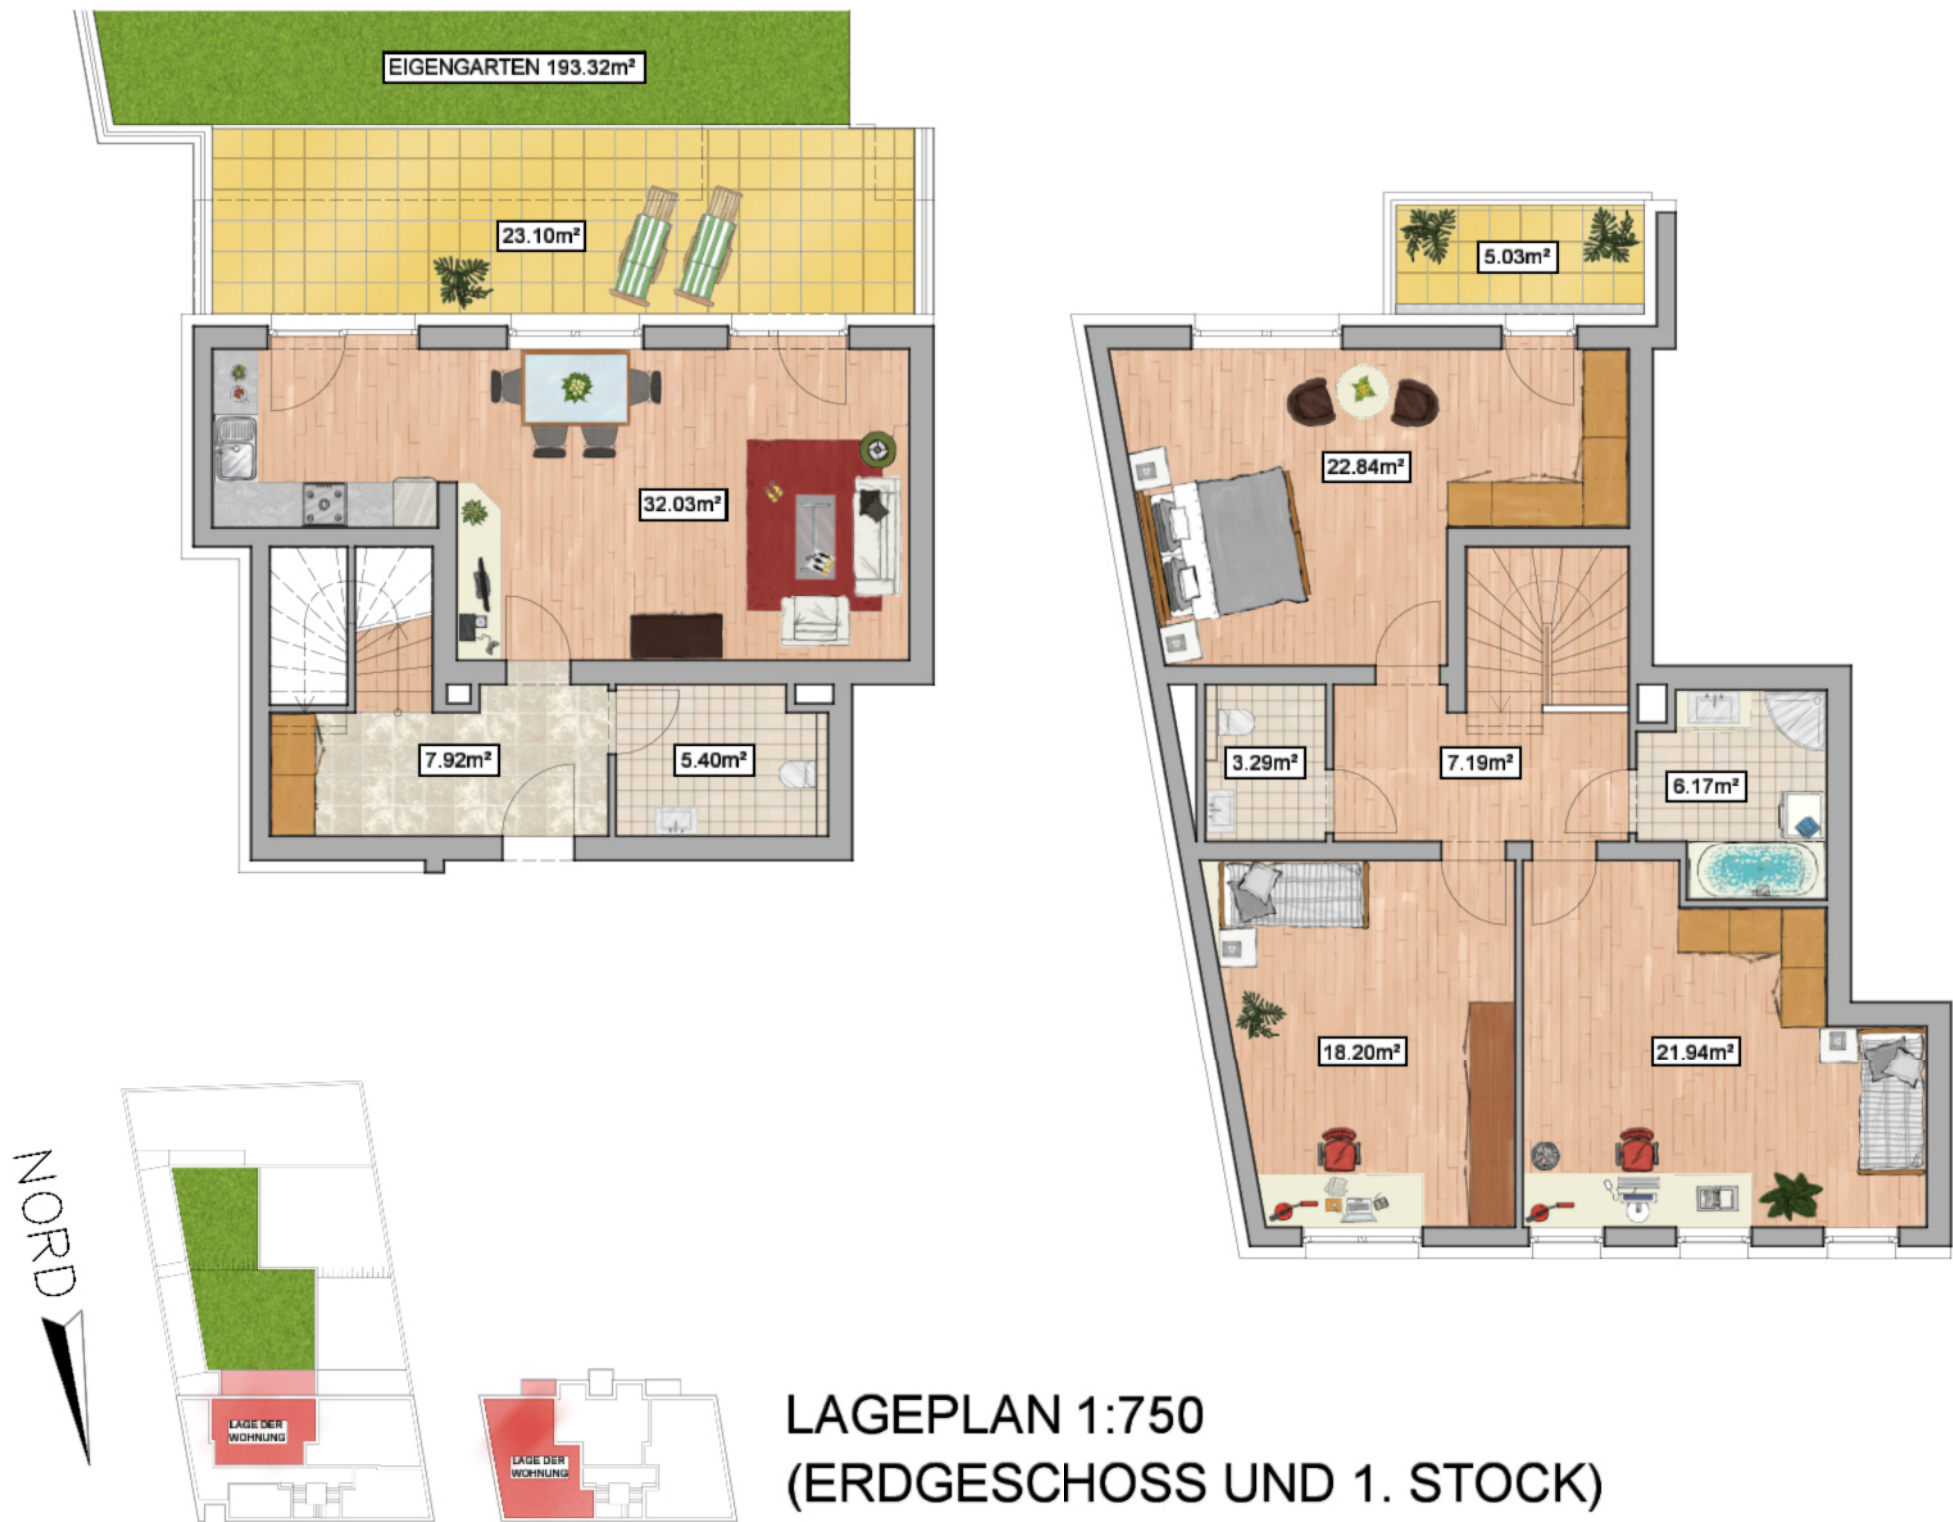 EIGENGARTEN 193.32m²
23.10m²
5.03m²
22.84m²
32.03m²
7.92m²
5.40m²
3.29m²
7.19m²
6.17m²
18.20m²
21.94m²
NORD
LAGE DER
WOHNUNG
LAGE DER
WOHNUNG
LAGEPLAN 1:750
(ERDGESCHOSS UND 1. STOCK)